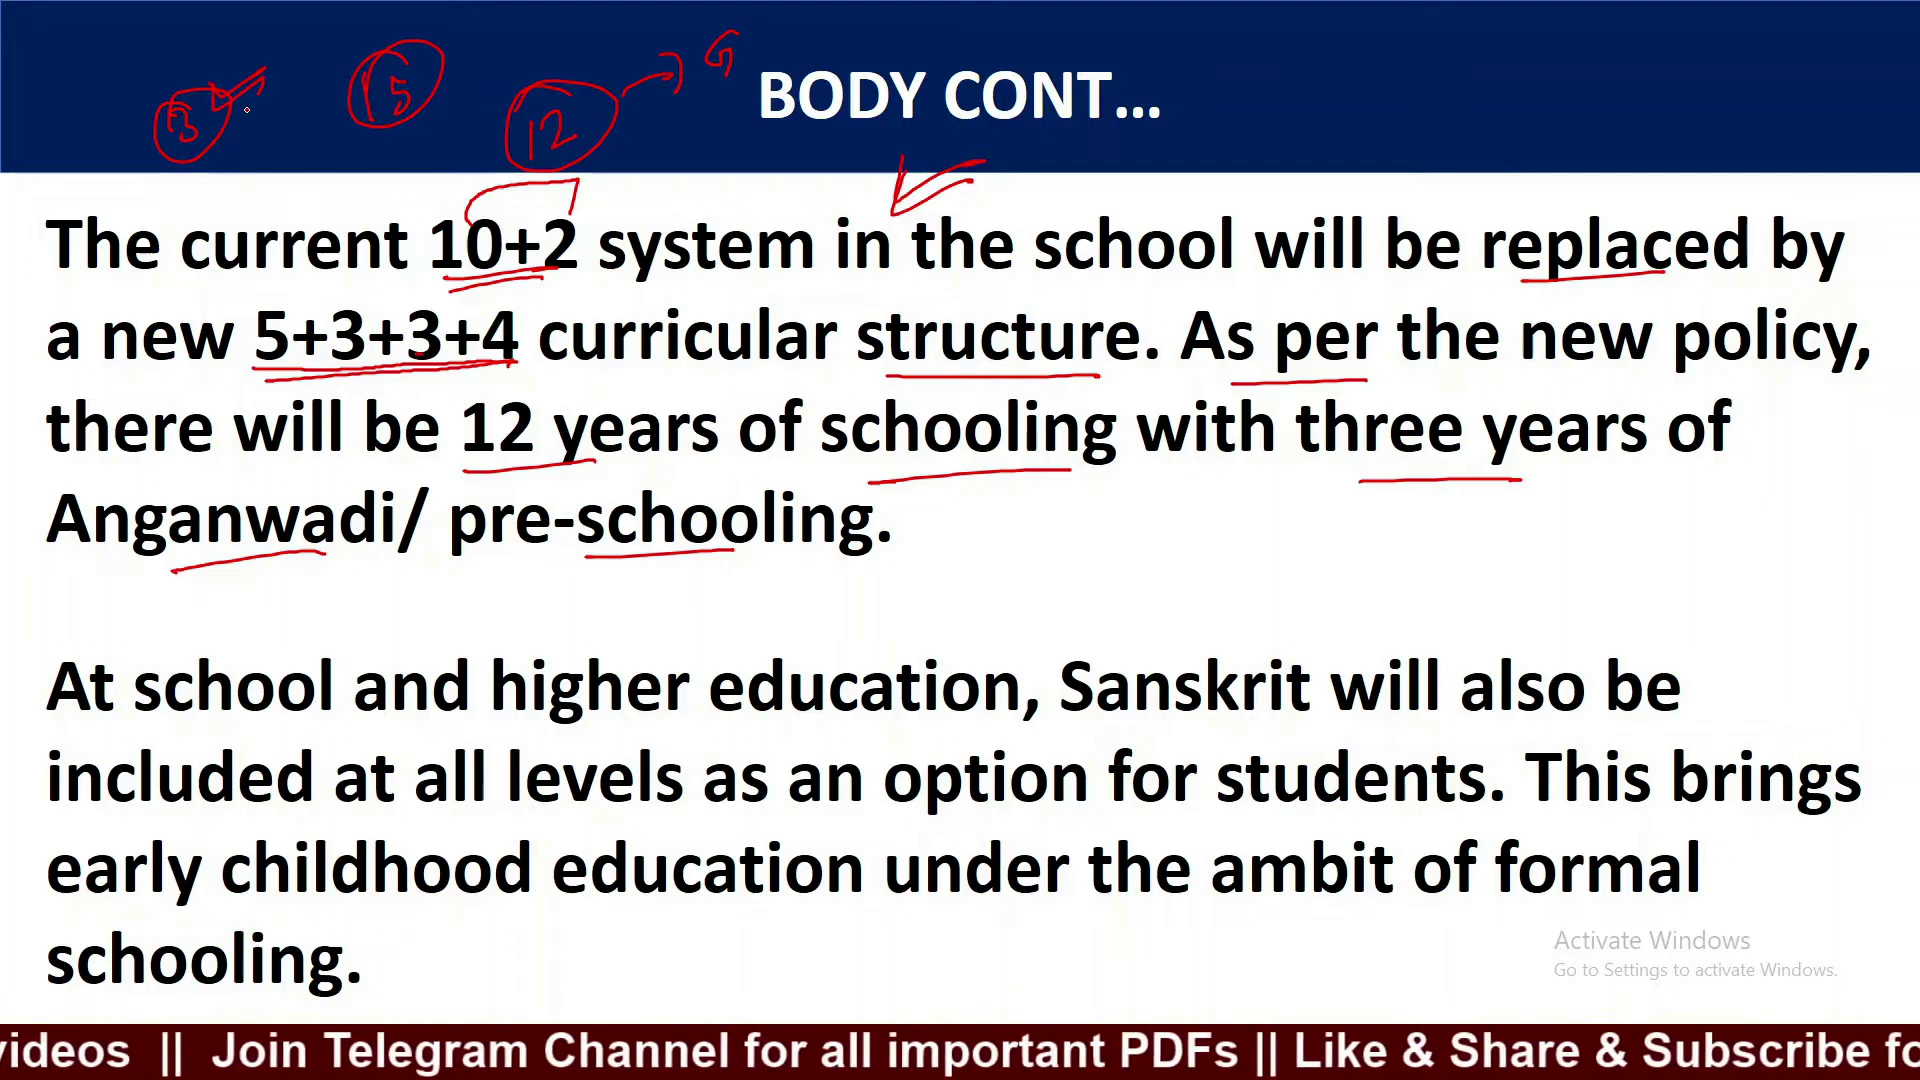 3 15 12 G
BODY CONT...
The current 10+2 system in the school will be replaced by
a new 5+3+3+4 curricular structure. As per the new policy,
there will be 12 years of schooling with three years of
Anganwadi/ pre-schooling.
At school and higher education, Sanskrit will also be
included at all levels as an option for students. This brings
early childhood education under the ambit of formal
schooling.
Activate Windows
Go to Settings to activate Windows.
videos || Join Telegram Channel for all important PDFs || Like & Share & Subscribe fo